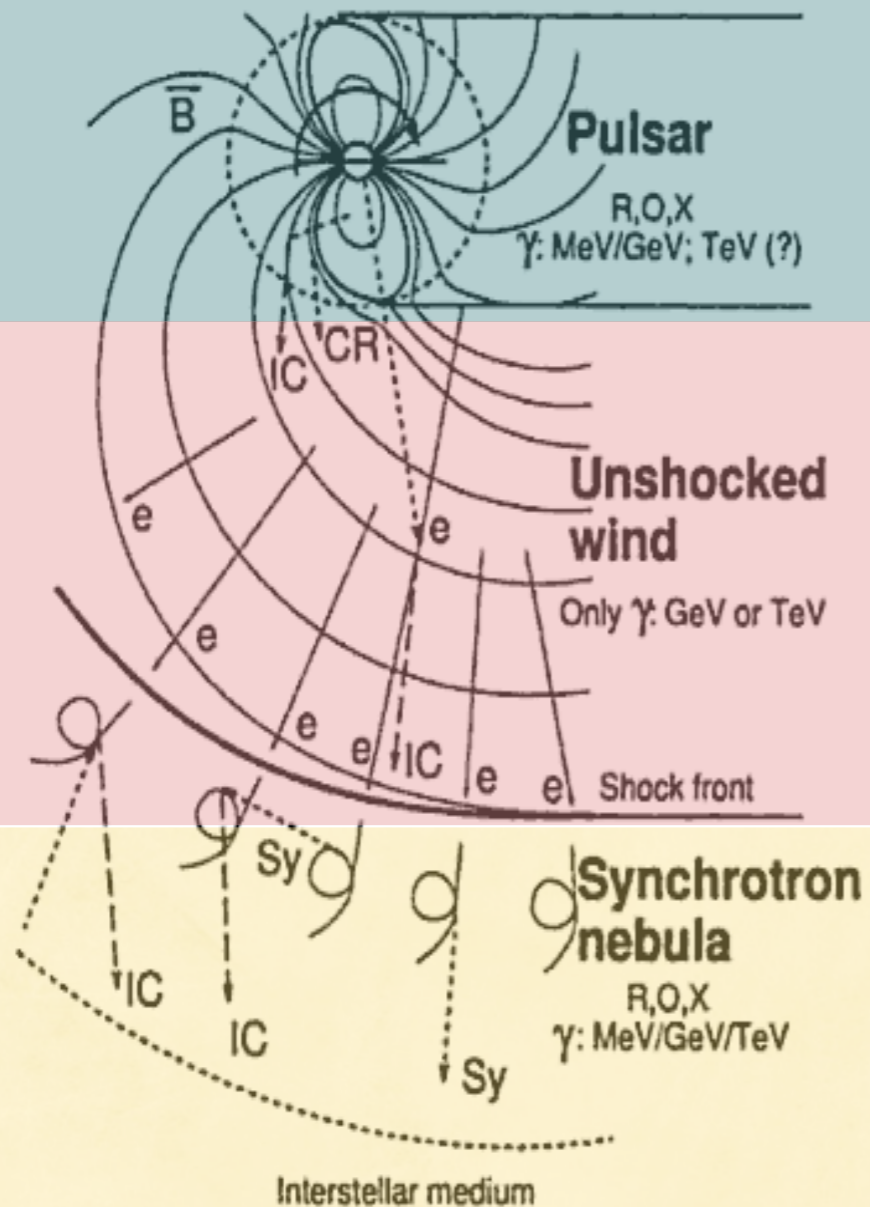 B
Pulsar
R,O,X
γ: MeV/GeV; TeV (?)
CR
IC
Unshocked
wind
e
e
Only γ: GeV or TeV
e
e
e
IC
e
e
Shock front
Sy
Synchrotron
nebula
IC
R,O,X
IC
γ: MeV/GeV/TeV
Sy
Interstellar medium